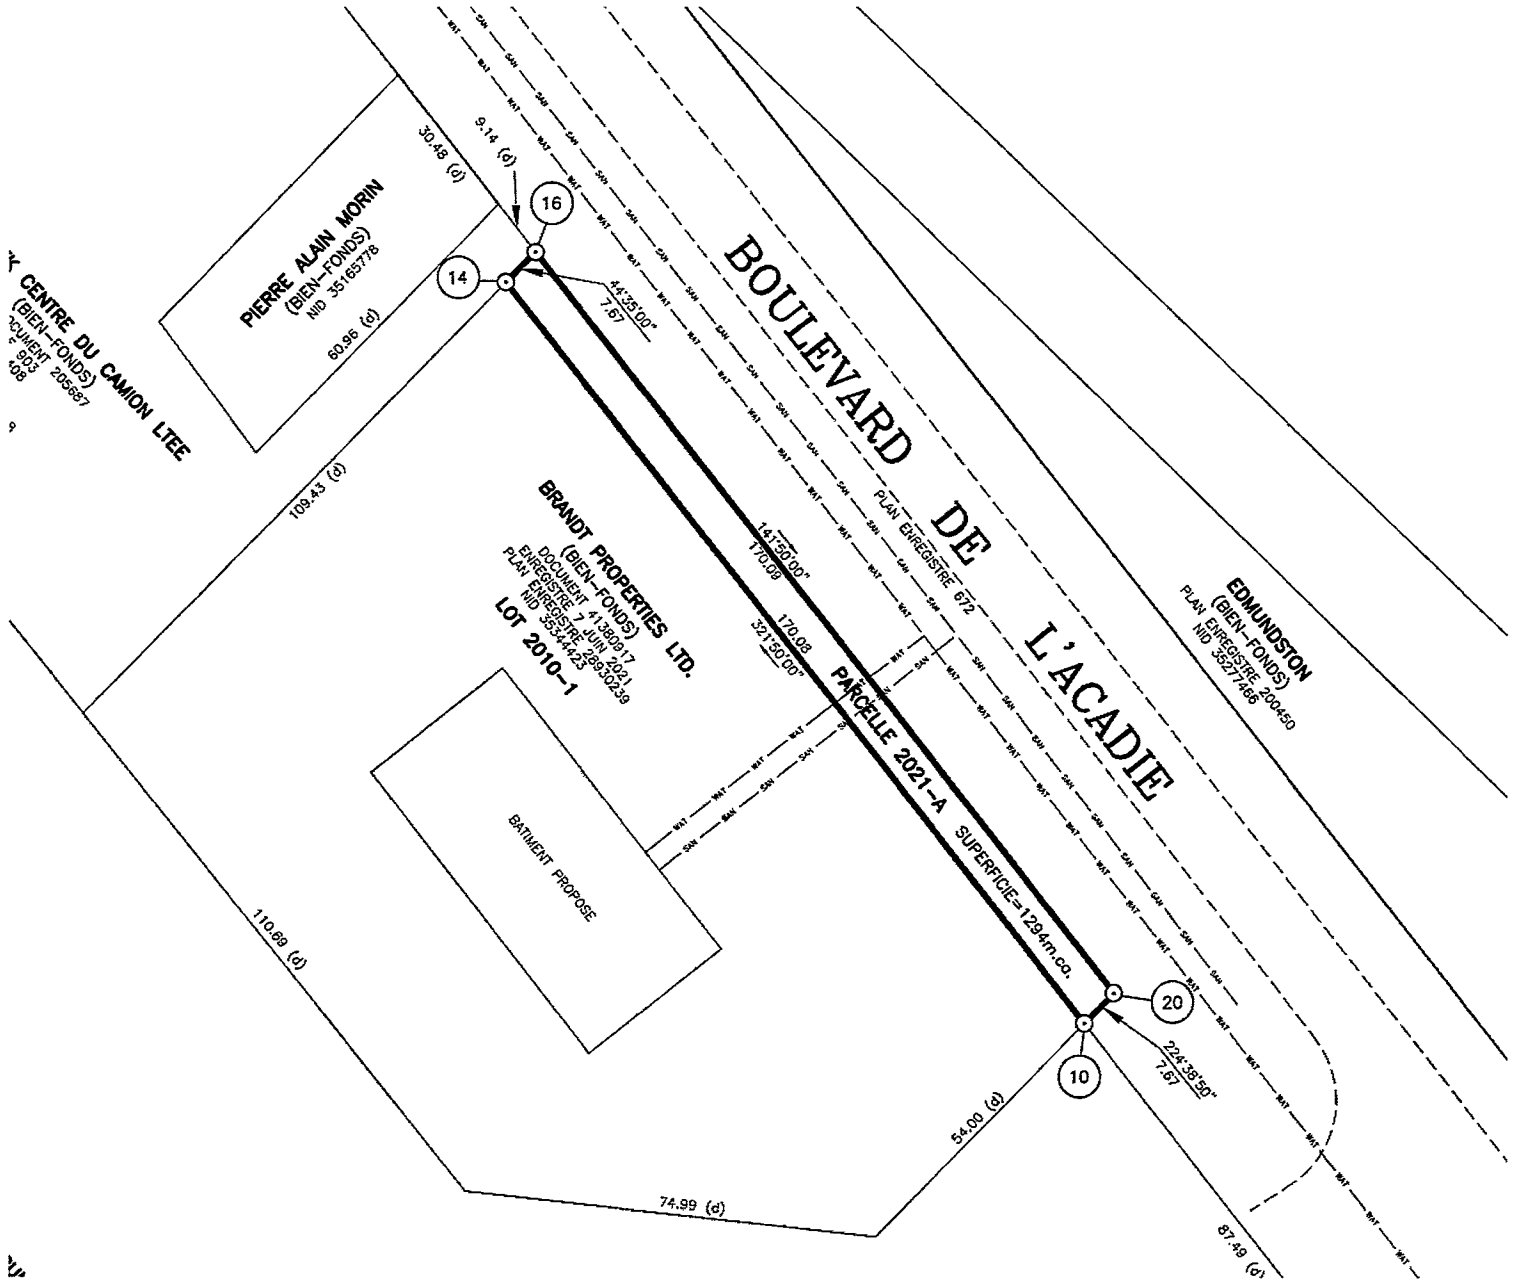 30.48 (d)
9.14 (d)
16
14
PIERRE ALAIN MORIN
(BIEN-FONDS)
NID 35165778
60.96 (d)
CENTRE DU CAMION LTEE
(BIEN-FONDS)
205687
903
109.43 (d)
44°35'00"
7.67
BOULEVARD DE L'ACADIE
PLAN ENREGISTRE 672
BRANDT PROPERTIES LTD.
(BIEN-FONDS)
DOCUMENT 41380917
ENREGISTRE 7 JUIN 2021
PLAN ENREGISTRE 28930239
NID 35344423
LOT 2010-1
141°50'00"
170.09
170.08
321°50'00"
PARCELLE 2021-A SUPERFICIE=1294m.ca.
EDMUNDSTON
(BIEN-FONDS)
PLAN ENREGISTRE 200450
NID 35277466
WAT
SAN
BATIMENT PROPOSE
110.69 (d)
20
10
224°38'50"
7.67
54.00 (d)
74.99 (d)
87.49 (d)